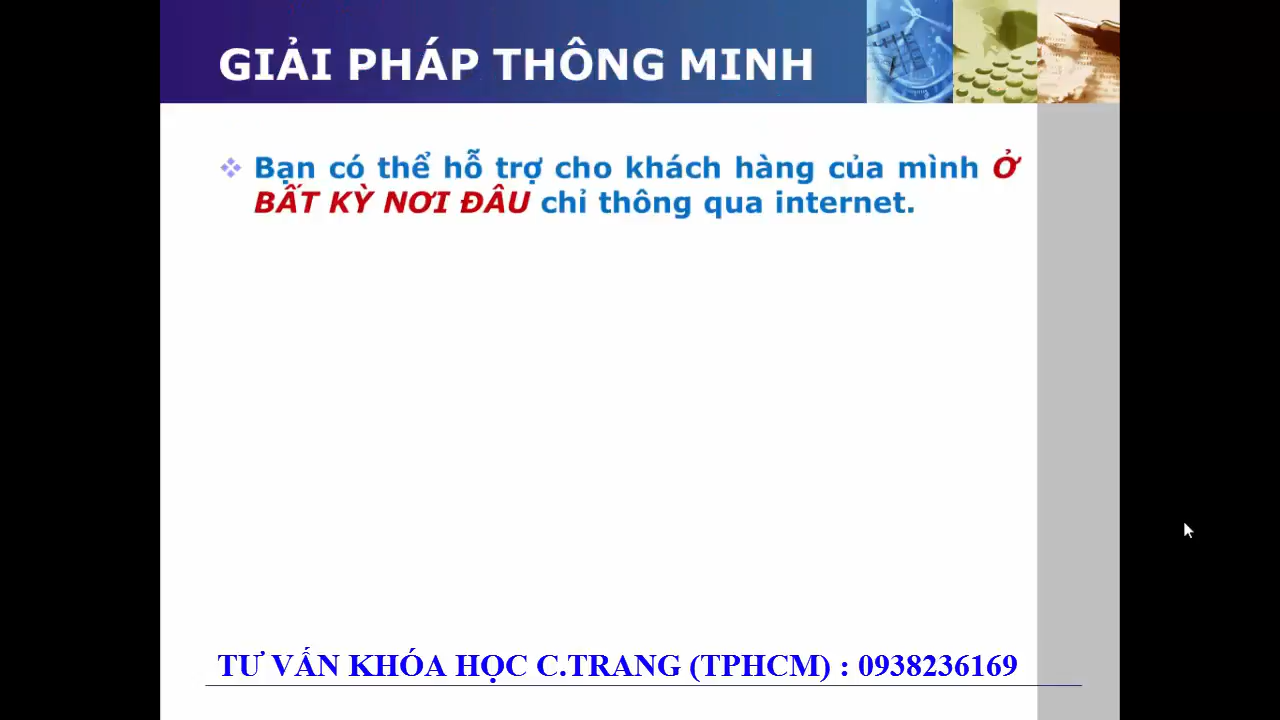 GIẢI PHÁP THÔNG MINH
Bạn có thể hỗ trợ cho khách hàng của mình Ở
BẤT KỲ NƠI ĐÂU chỉ thông qua internet.
TƯ VẤN KHÓA HỌC C.TRANG (TPHCM) : 0938236169